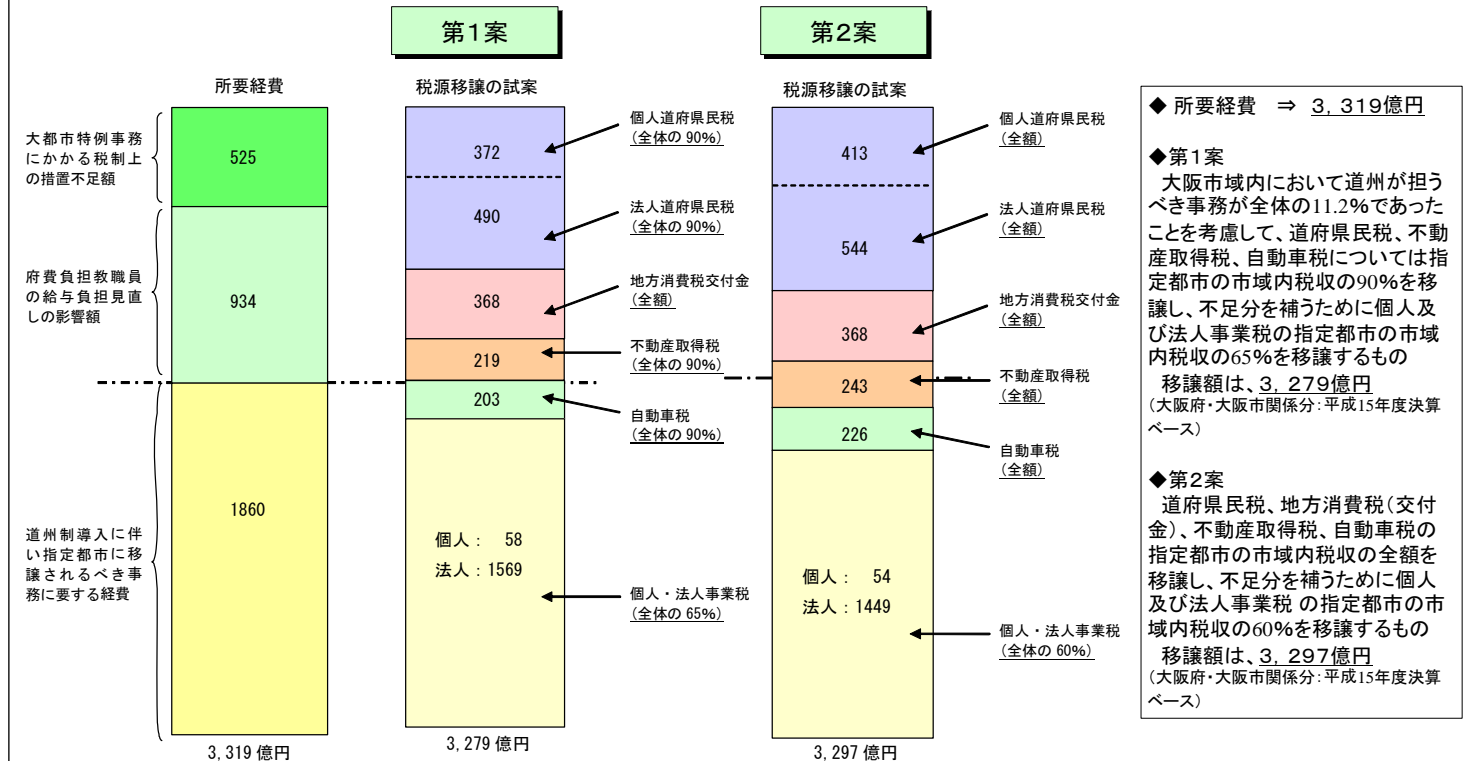 第1案
第2案
所要経費
大都市特例事務
にかかる税制上
の措置不足額
525
府費負担教職員
の給与負担見直
しの影響額
934
道州制導入に伴
い指定都市に移
譲されるべき事
務に要する経費
1860
3,319 億円
税源移譲の試案
372
490
368
219
203
個人： 58
法人：1569
3,279 億円
個人道府県民税
(全体の 90%)
法人道府県民税
(全体の 90%)
地方消費税交付金
(全額)
不動産取得税
(全体の 90%)
自動車税
(全体の 90%)
個人・法人事業税
(全体の 65%)
税源移譲の試案
413
544
368
243
226
個人： 54
法人：1449
3,297 億円
個人道府県民税
(全額)
法人道府県民税
(全額)
地方消費税交付金
(全額)
不動産取得税
(全額)
自動車税
(全額)
個人・法人事業税
(全体の 60%)
◆ 所要経費 ⇒ 3,319億円
◆第1案
大阪市域内において道州が担う
べき事務が全体の11.2%であった
ことを考慮して、道府県民税、不動
産取得税、自動車税については指
定都市の市域内税収の90%を移
譲し、不足分を補うために個人及
び法人事業税の指定都市の市域
内税収の65%を移譲するもの
移譲額は、3,279億円
(大阪府・大阪市関係分：平成15年度決算
ベース)
◆第2案
道府県民税、地方消費税(交付
金)、不動産取得税、自動車税の
指定都市の市域内税収の全額を
移譲し、不足分を補うために個人
及び法人事業税 の指定都市の市
域内税収の60%を移譲するもの
移譲額は、3,297億円
(大阪府・大阪市関係分：平成15年度決算
ベース)